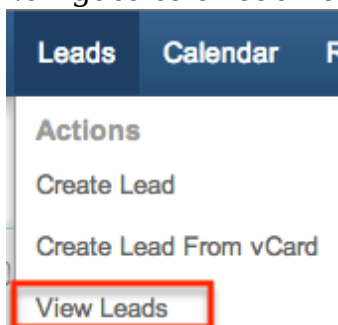 Leads Calendar R
Actions
Create Lead
Create Lead From vCard
View Leads